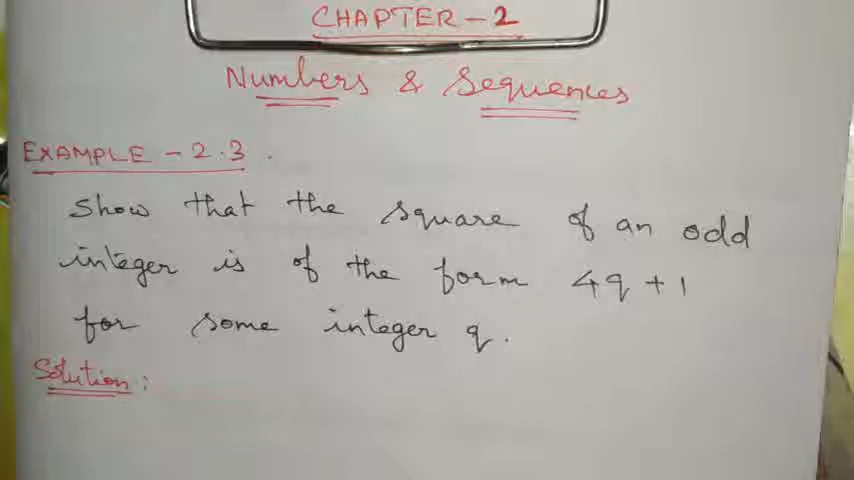 CHAPTER - 2
Numbers & Sequences
EXAMPLE - 2.3.
Show that the square of an odd
integer is of the form 4q + 1
for some integer q.
Solution: